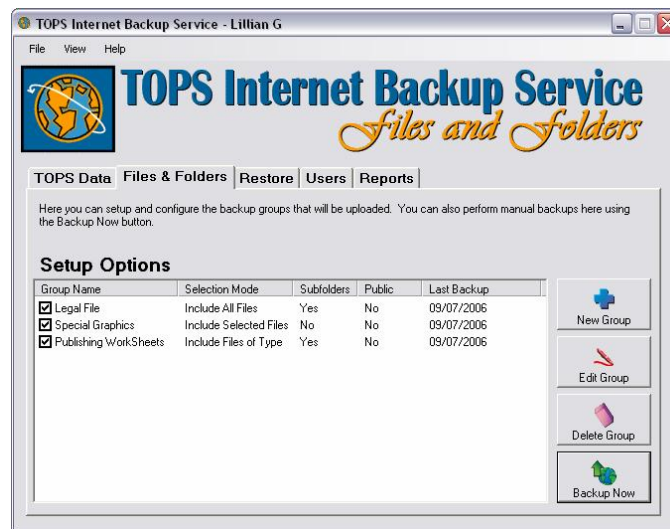 TOPS Internet Backup Service - Lillian G
File View Help
TOPS Internet Backup Service
Files and Folders
TOPS Data Files & Folders Restore Users Reports
Here you can setup and configure the backup groups that will be uploaded. You can also perform manual backups here using
the Backup Now button.
Setup Options
Group Name Selection Mode Subfolders Public Last Backup
Legal File Include All Files Yes No 09/07/2006
Special Graphics Include Selected Files No No 09/07/2006
Publishing WorkSheets Include Files of Type Yes No 09/07/2006
New Group
Edit Group
Delete Group
Backup Now